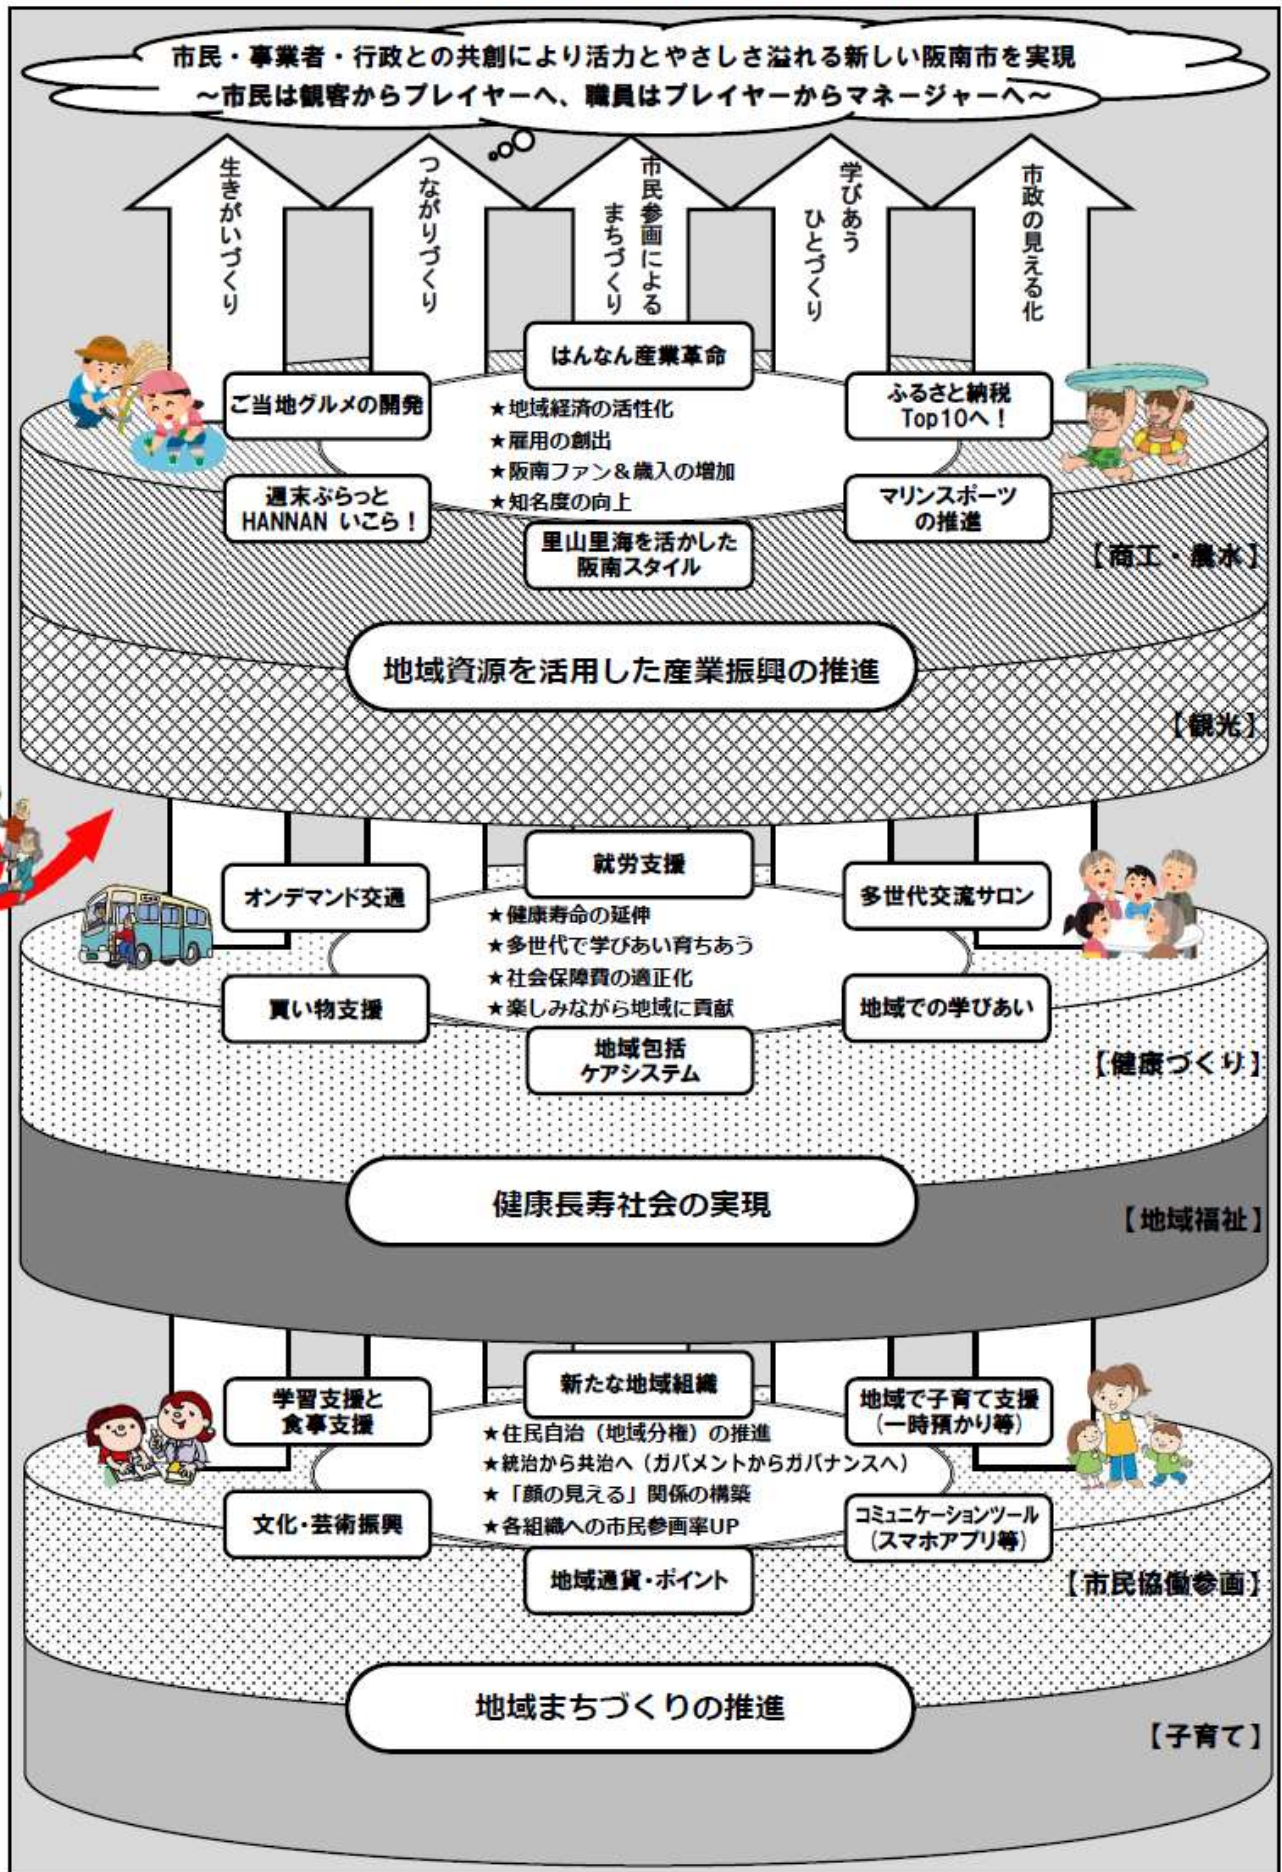 市民・事業者・行政との共創により活力とやさしさ溢れる新しい阪南市を実現
～市民は観客からプレイヤーへ、職員はプレイヤーからマネージャーへ～
生きがいづくり
つながりづくり
市民参画による
まちづくり
学びあう
ひとづくり
市政の見える化
はんなん産業革命
ご当地グルメの開発
ふるさと納税
Top10へ！
★地域経済の活性化
★雇用の創出
★阪南ファン＆歳入の増加
★知名度の向上
週末ぶらっと
HANNAN いこら！
マリンスポーツ
の推進
里山里海を活かした
阪南スタイル
【商工・農水】
地域資源を活用した産業振興の推進
【観光】
就労支援
オンデマンド交通
多世代交流サロン
★健康寿命の延伸
★多世代で学びあい育ちあう
★社会保障費の適正化
★楽しみながら地域に貢献
買い物支援
地域での学びあい
地域包括
ケアシステム
【健康づくり】
健康長寿社会の実現
【地域福祉】
新たな地域組織
学習支援と
食事支援
地域で子育て支援
（一時預かり等）
★住民自治（地域分権）の推進
★統治から共治へ（ガバメントからガバナンスへ）
★「顔の見える」関係の構築
★各組織への市民参画率UP
文化・芸術振興
コミュニケーションツール
（スマホアプリ等）
地域通貨・ポイント
【市民協働参画】
地域まちづくりの推進
【子育て】